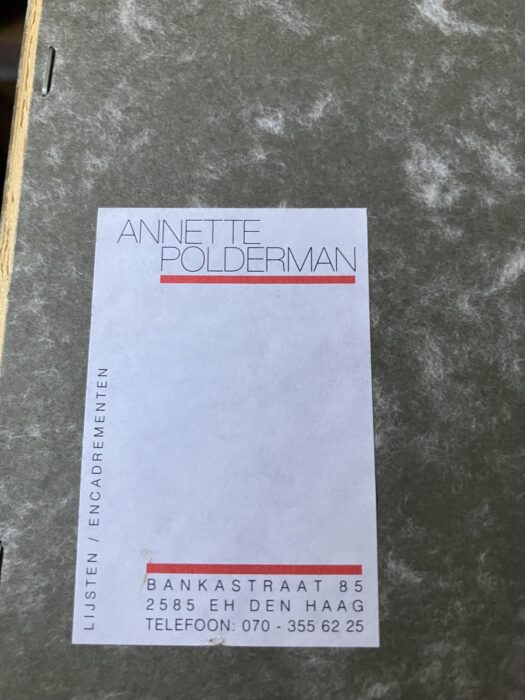 ANNETTE
POLDERMAN
LIJSTEN / ENCADREMENTEN
BANKASTRAAT 85
2585 EH DEN HAAG
TELEFOON: 070 - 355 62 25